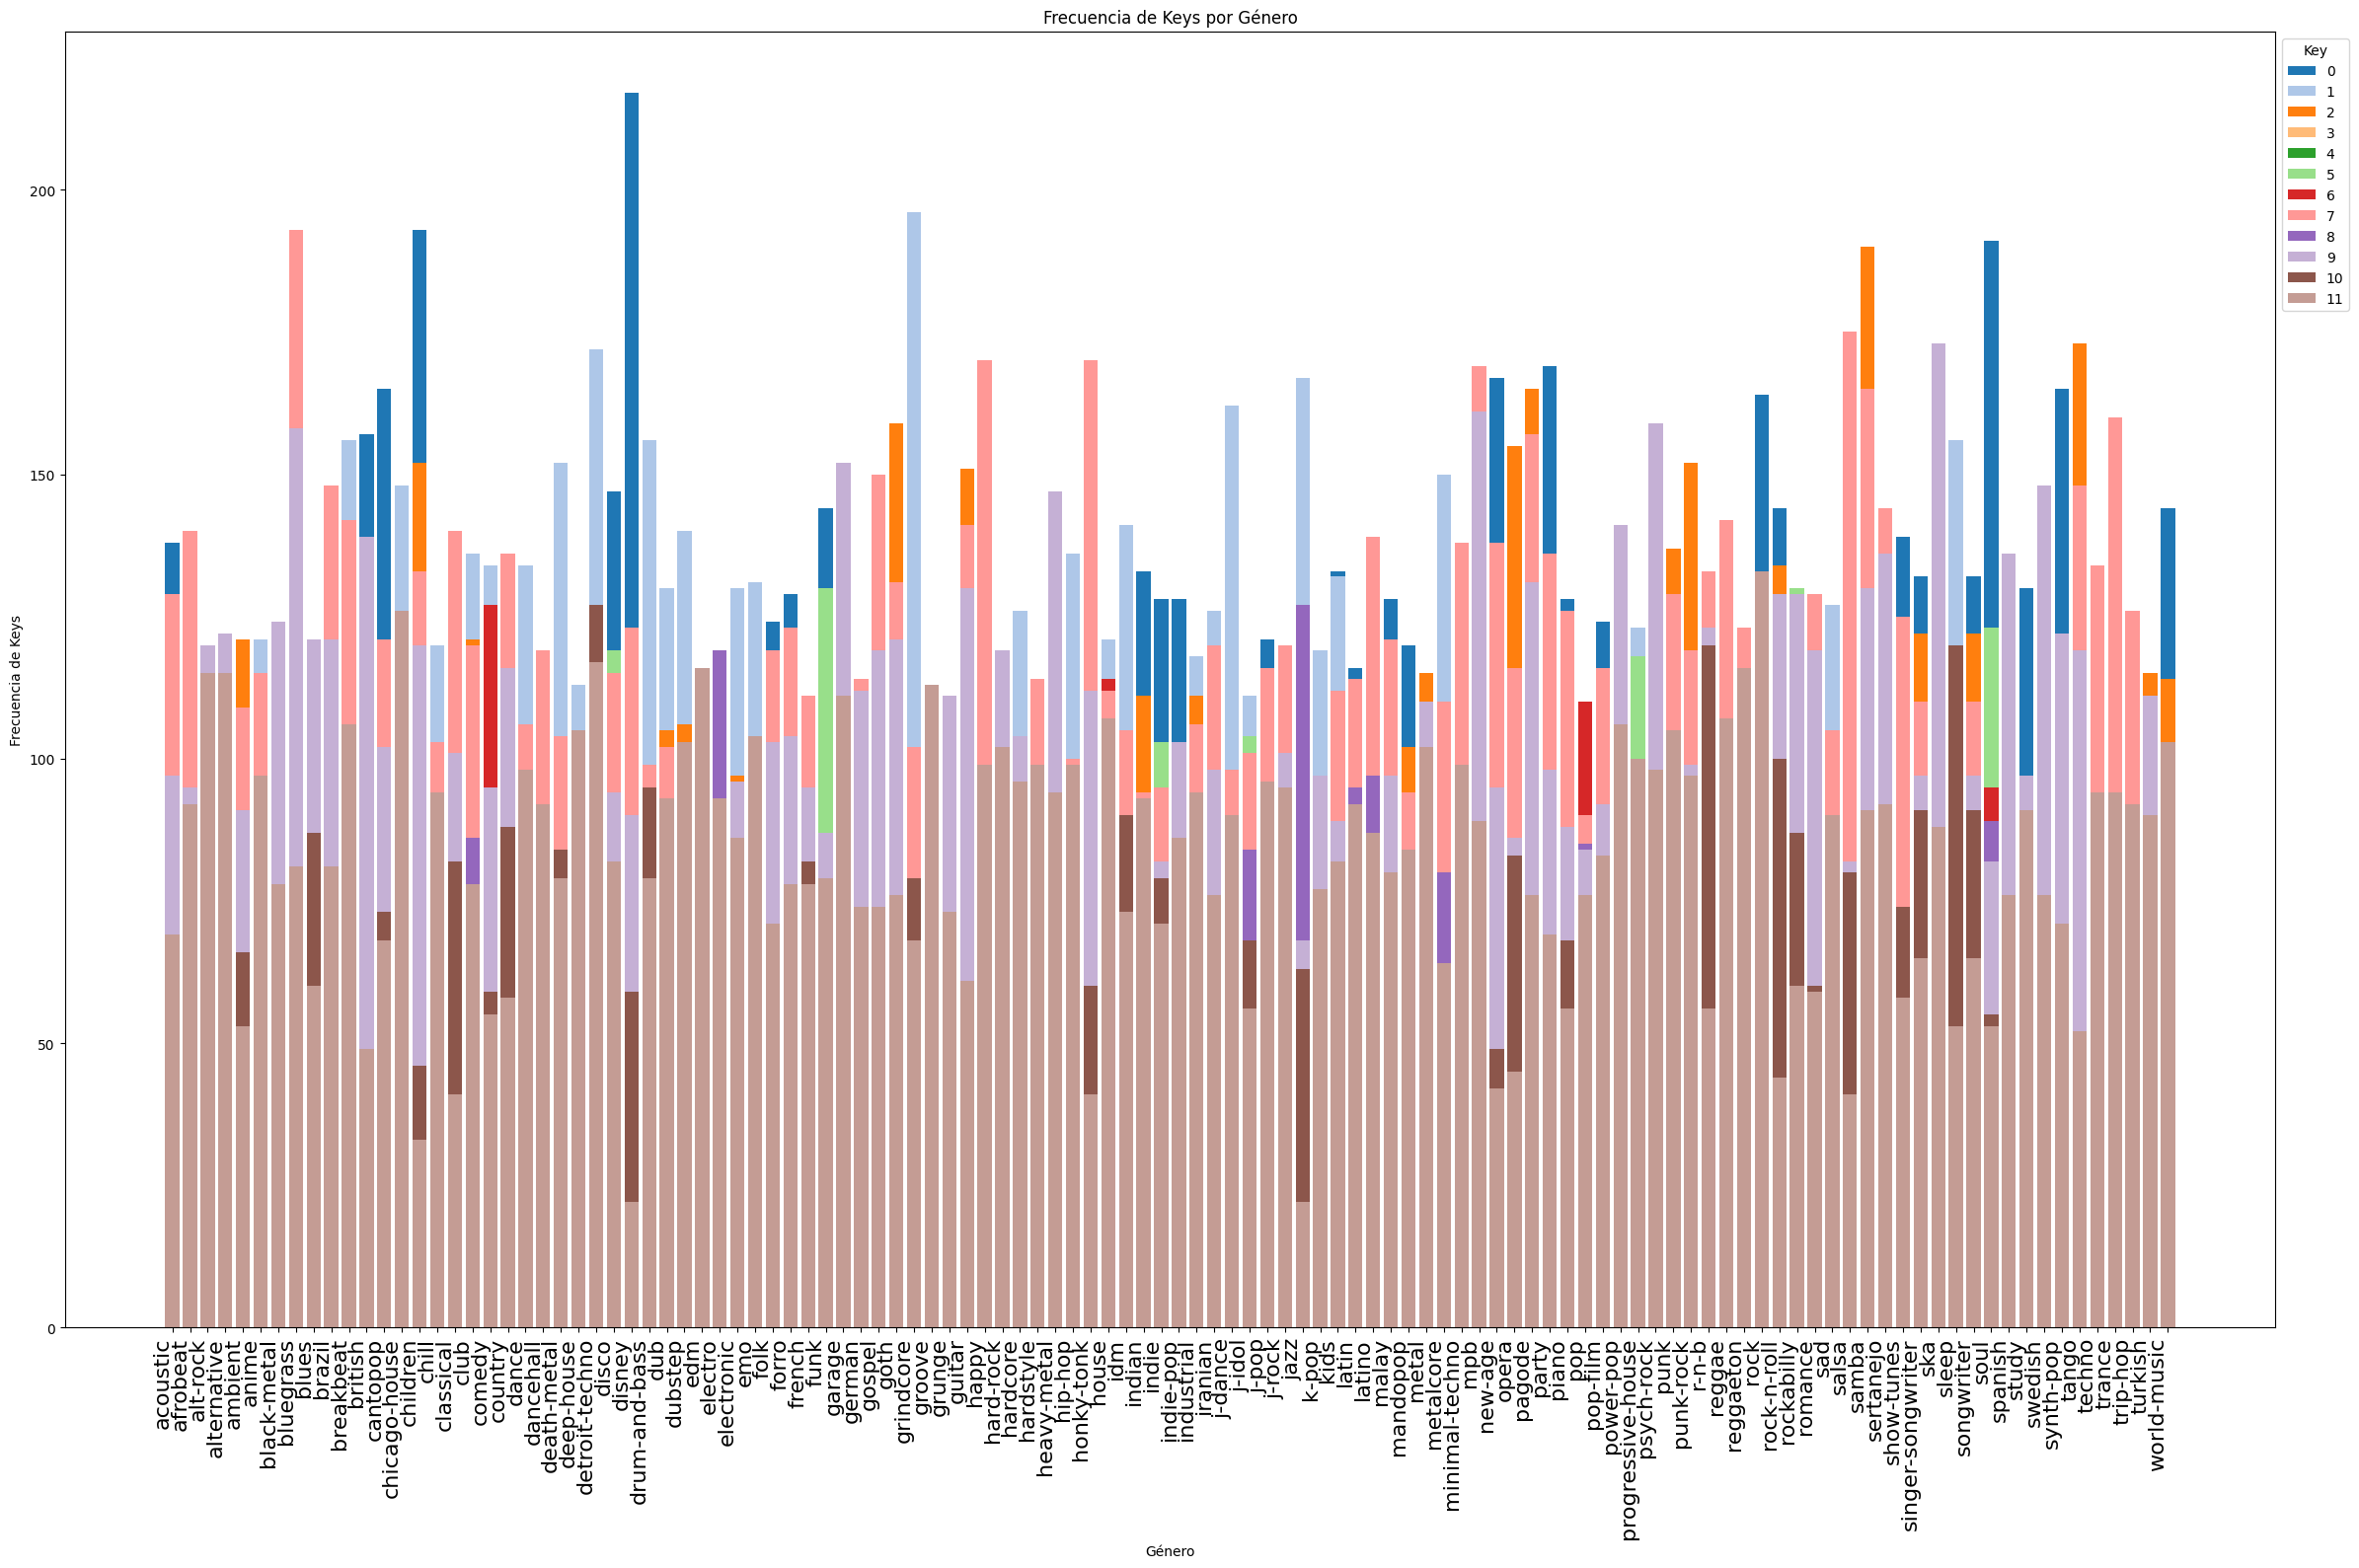 Frecuencia de Keys por Género
Key
0
1
2
3
4
5
6
7
8
9
10
11
200
150
100
50
0
Frecuencia de Keys
acoustic
afrobeat
alt-rock
alternative
ambient
anime
black-metal
bluegrass
blues
brazil
breakbeat
british
cantopop
chicago-house
children
chill
classical
club
comedy
country
dance
dancehall
death-metal
deep-house
detroit-techno
disco
disney
drum-and-bass
dub
dubstep
edm
electro
electronic
emo
folk
forro
french
funk
garage
german
gospel
goth
grindcore
groove
grunge
guitar
happy
hard-rock
hardcore
hardstyle
heavy-metal
hip-hop
honky-tonk
house
idm
indian
indie
indie-pop
industrial
iranian
j-dance
j-idol
j-pop
j-rock
jazz
k-pop
kids
latin
latino
malay
mandopop
metal
metalcore
minimal-techno
mpb
new-age
opera
pagode
party
piano
pop
pop-film
power-pop
progressive-house
psych-rock
punk
punk-rock
r-n-b
reggae
reggaeton
rock
rock-n-roll
rockabilly
romance
sad
salsa
samba
sertanejo
show-tunes
singer-songwriter
ska
sleep
songwriter
soul
spanish
study
swedish
synth-pop
tango
techno
trance
trip-hop
turkish
world-music
Género